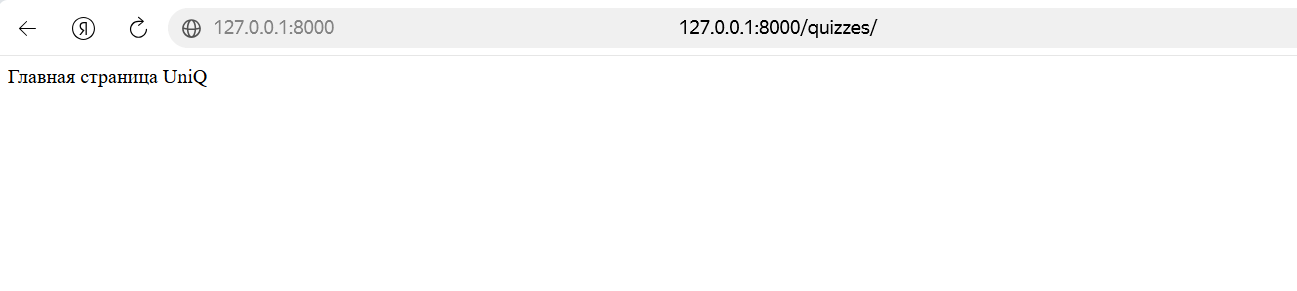 127.0.0.1:8000 127.0.0.1:8000/quizzes/
Главная страница UniQ